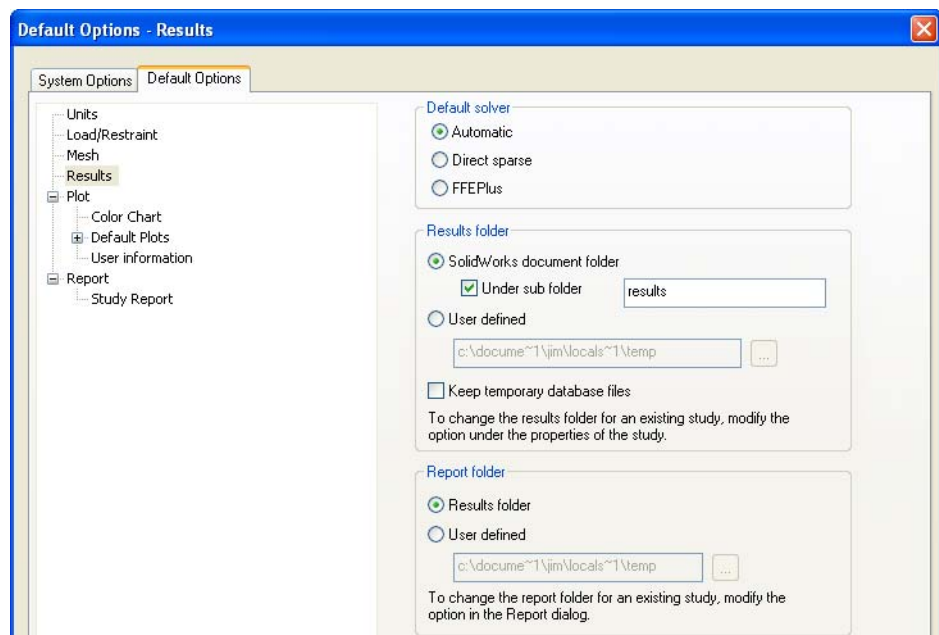 Default Options - Results
System Options
Default Options
Units
Load/Restraint
Mesh
Results
Plot
Color Chart
Default Plots
User information
Report
Study Report
Default solver
Automatic
Direct sparse
FFEPlus
Results folder
SolidWorks document folder
Under sub folder
results
User defined
c:\docume~1\jim\locals~1\temp
...
Keep temporary database files
To change the results folder for an existing study, modify the
option under the properties of the study.
Report folder
Results folder
User defined
c:\docume~1\jim\locals~1\temp
...
To change the report folder for an existing study, modify the
option in the Report dialog.